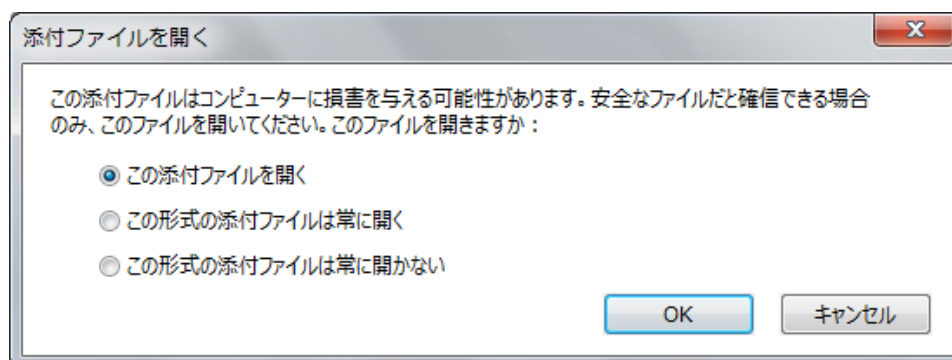 添付ファイルを開く
この添付ファイルはコンピューターに損害を与える可能性があります。安全なファイルだと確信できる場合
のみ、このファイルを開いてください。このファイルを開きますか：
この添付ファイルを開く
この形式の添付ファイルは常に開く
この形式の添付ファイルは常に開かない
OK
キャンセル